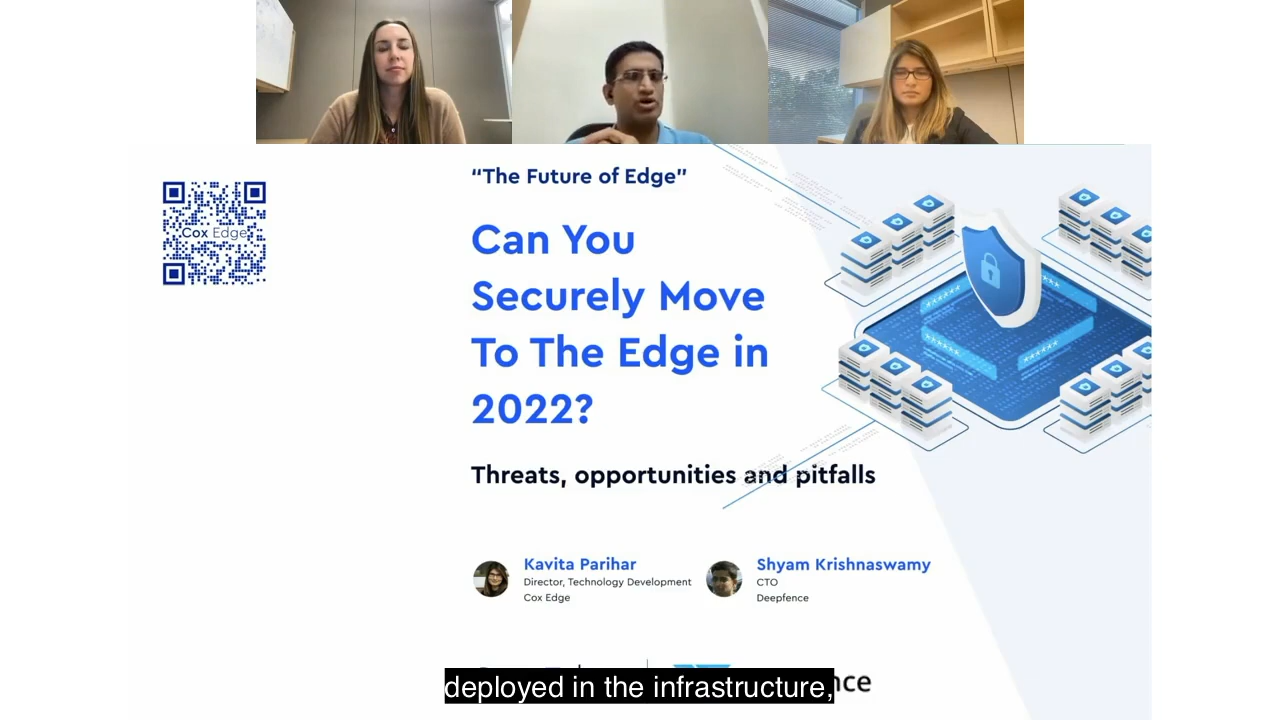 Cox Edge
“The Future of Edge”
Can You
Securely Move
To The Edge in
2022?
Threats, opportunities and pitfalls
Kavita Parihar
Director, Technology Development
Cox Edge
Shyam Krishnaswamy
CTO
Deepfence
deployed in the infrastructure,